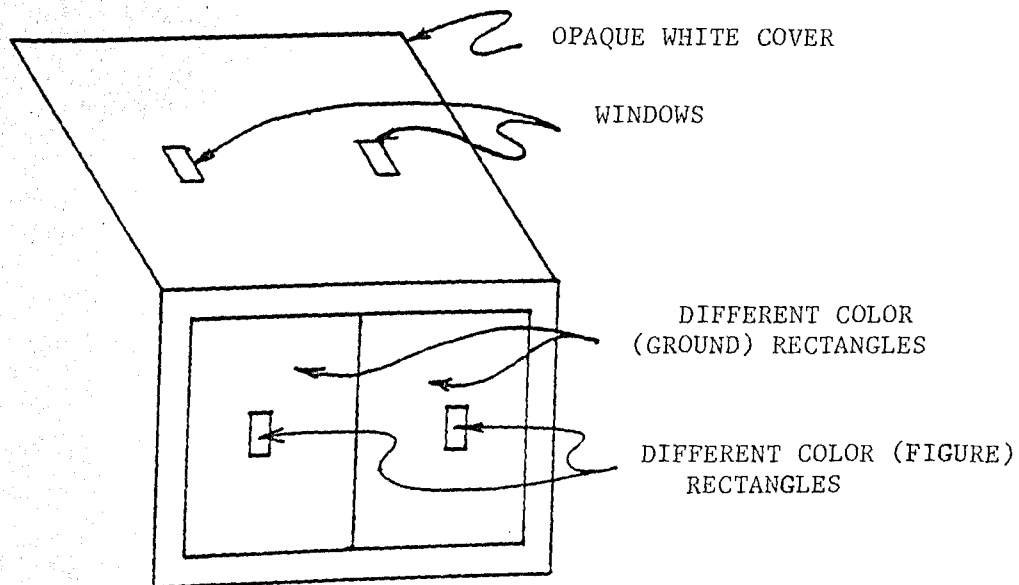 OPAQUE WHITE COVER
WINDOWS
DIFFERENT COLOR
(GROUND) RECTANGLES
DIFFERENT COLOR (FIGURE)
RECTANGLES